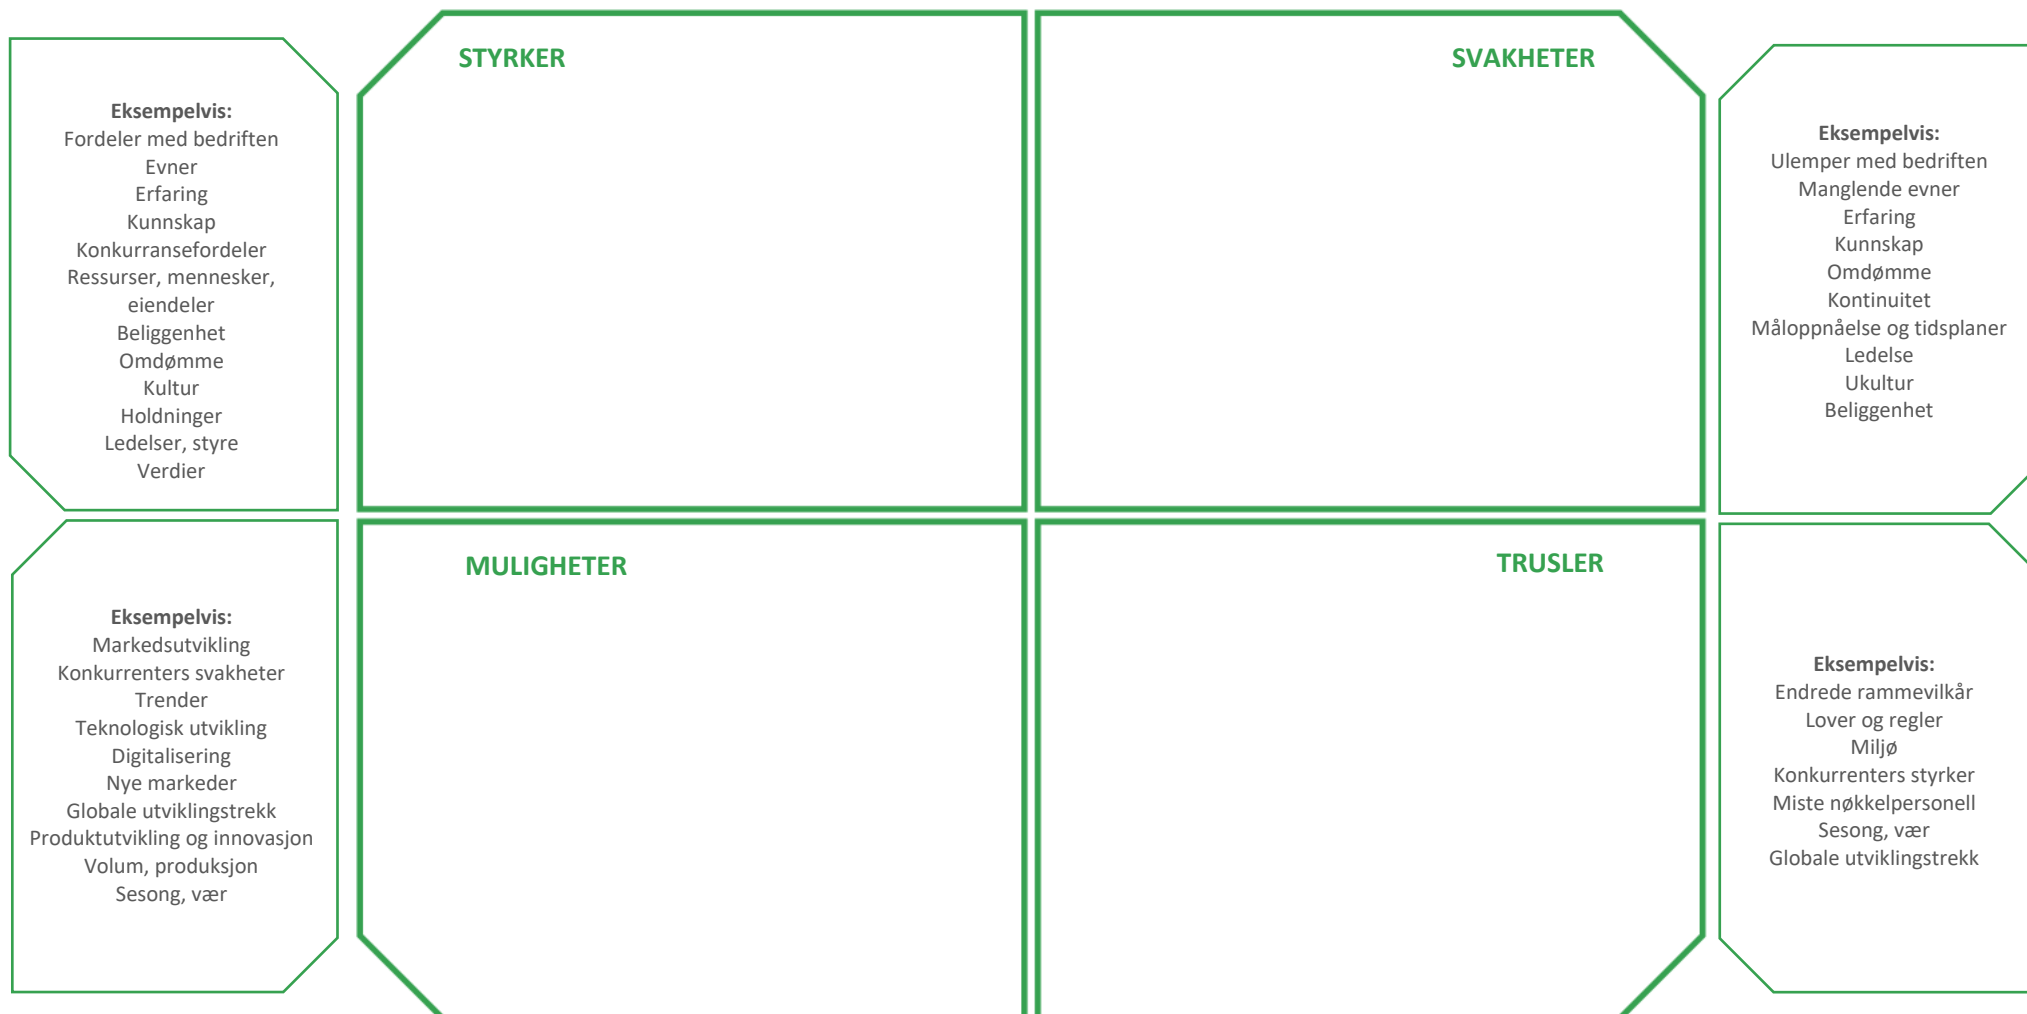 STYRKER
SVAKHETER
Eksempelvis:
Fordeler med bedriften
Evner
Erfaring
Kunnskap
Konkurransefordeler
Ressurser, mennesker,
eiendeler
Beliggenhet
Omdømme
Kultur
Holdninger
Ledelser, styre
Verdier
Eksempelvis:
Ulemper med bedriften
Manglende evner
Erfaring
Kunnskap
Omdømme
Kontinuitet
Måloppnåelse og tidsplaner
Ledelse
Ukultur
Beliggenhet
MULIGHETER
TRUSLER
Eksempelvis:
Markedsutvikling
Konkurrenters svakheter
Trender
Teknologisk utvikling
Digitalisering
Nye markeder
Globale utviklingstrekk
Produktutvikling og innovasjon
Volum, produksjon
Sesong, vær
Eksempelvis:
Endrede rammevilkår
Lover og regler
Miljø
Konkurrenters styrker
Miste nøkkelpersonell
Sesong, vær
Globale utviklingstrekk